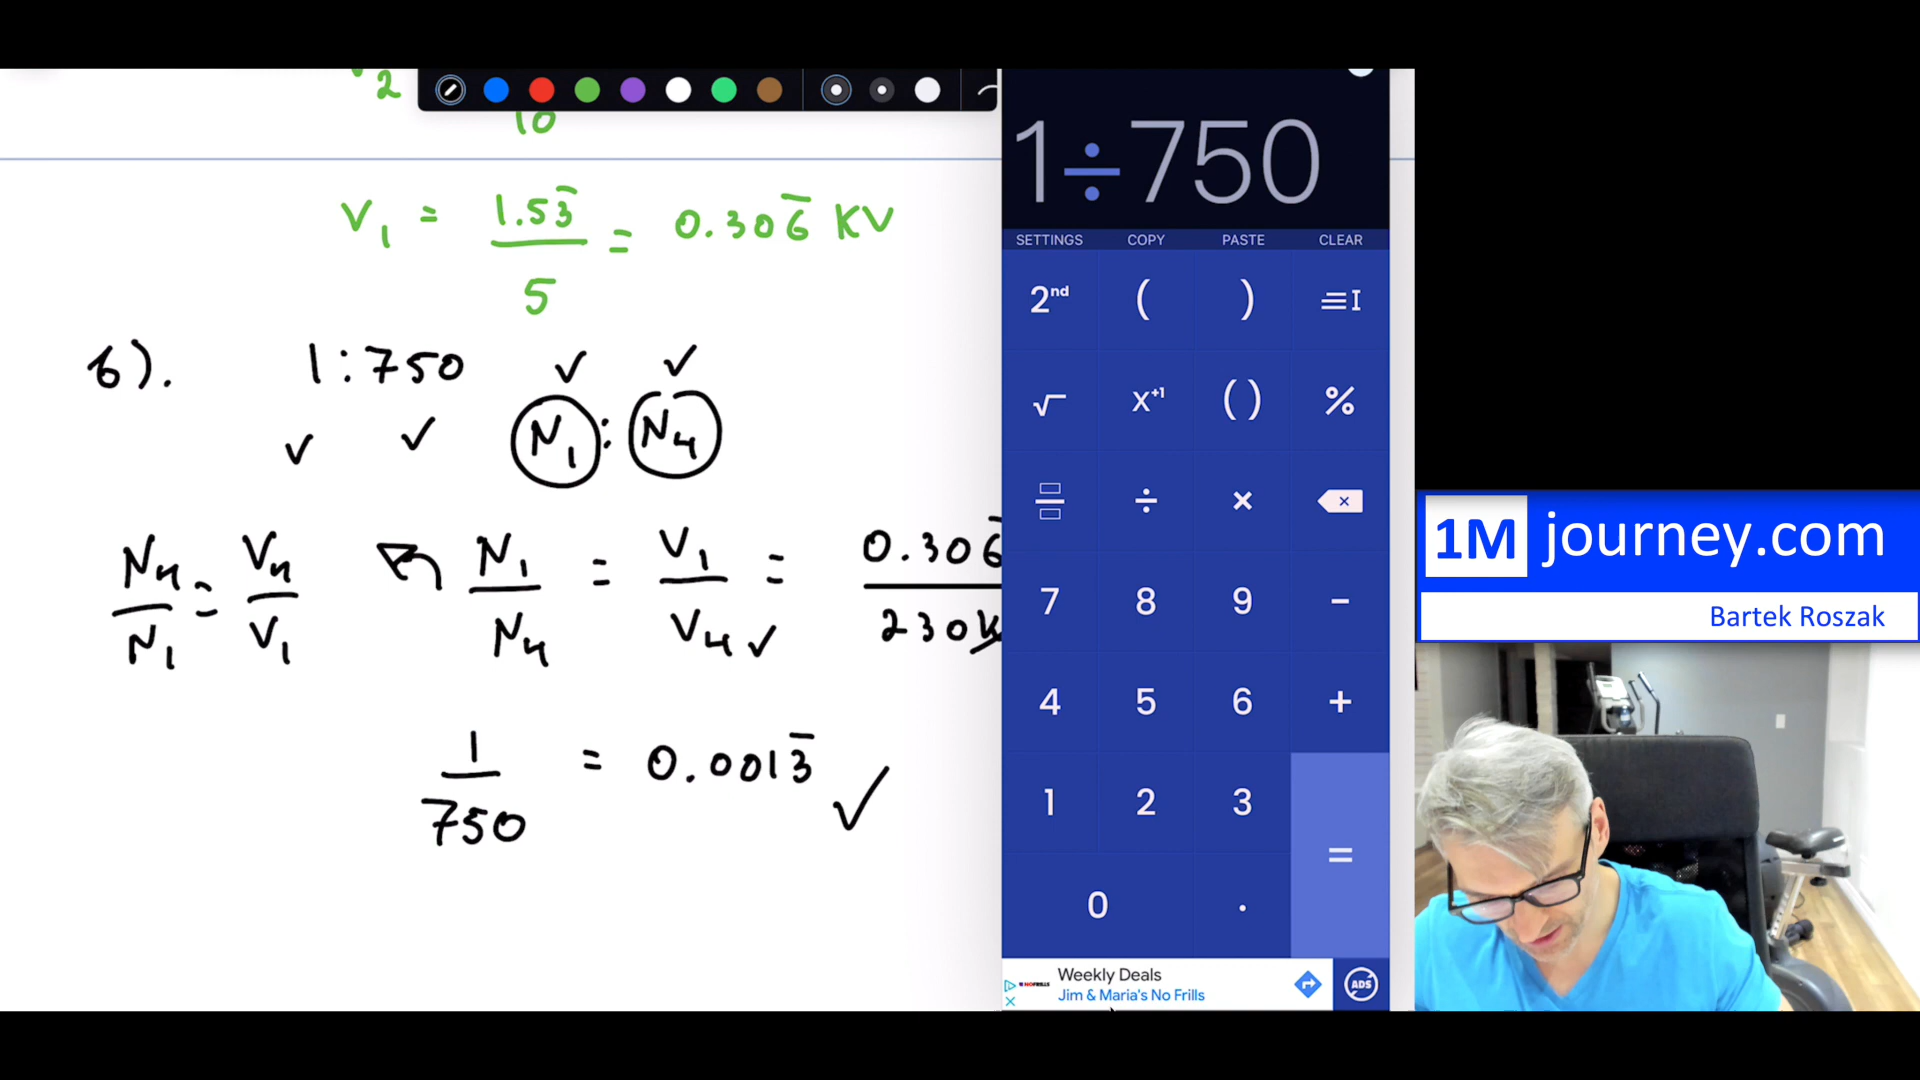 2
10
V₁ = 1.53̅ / 5 = 0.306̅ KV
b). 1:750 ✓ ✓
✓ ✓ N₁ : N₄
N₄ / N₁ = V₄ / V₁ N₁ / N₄ = V₁ / V₄ ✓ = 0.306̅ / 230
1 / 750 = 0.0013̅ ✓
1÷750
SETTINGS COPY PASTE CLEAR
2nd ( ) ≡I
√‾ X+1 () %
÷ ×
7 8 9 −
4 5 6 +
1 2 3
0 . =
Weekly Deals
NOFRILLS
Jim & Maria's No Frills
ADS
1M journey.com
Bartek Roszak